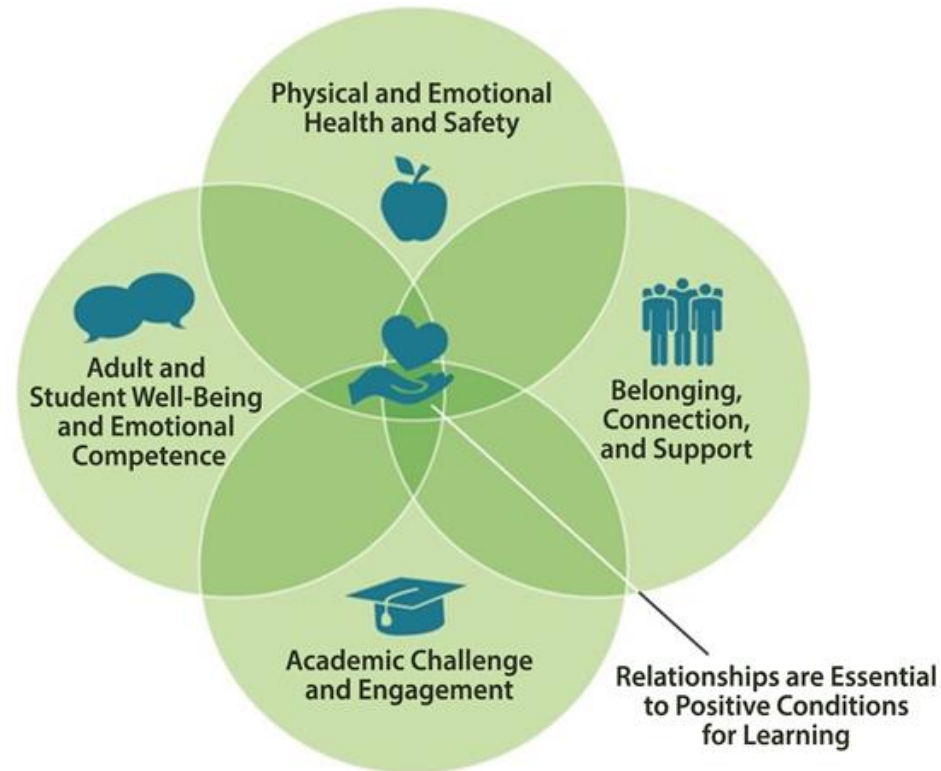 Physical and Emotional
Health and Safety
Adult and
Student Well-Being
and Emotional
Competence
Belonging,
Connection,
and Support
Academic Challenge
and Engagement
Relationships are Essential
to Positive Conditions
for Learning